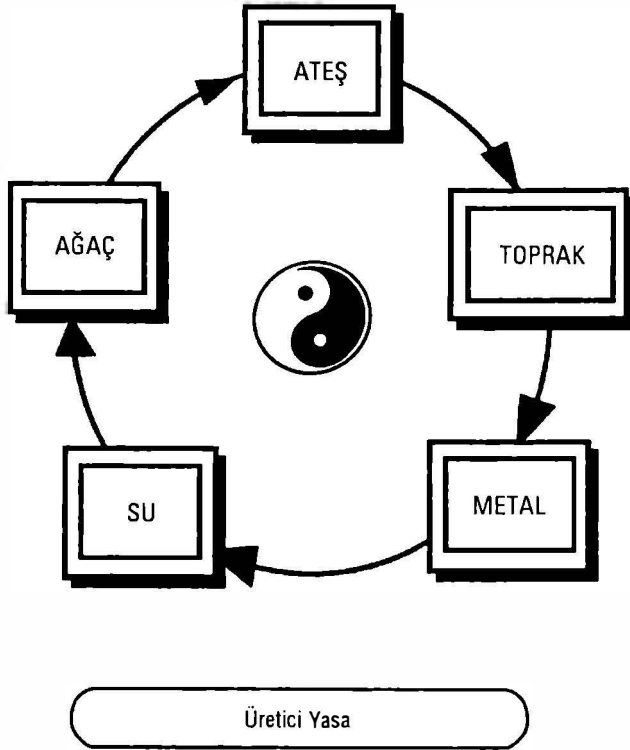 ATEŞ
TOPRAK
METAL
SU
AĞAÇ
Üretici Yasa